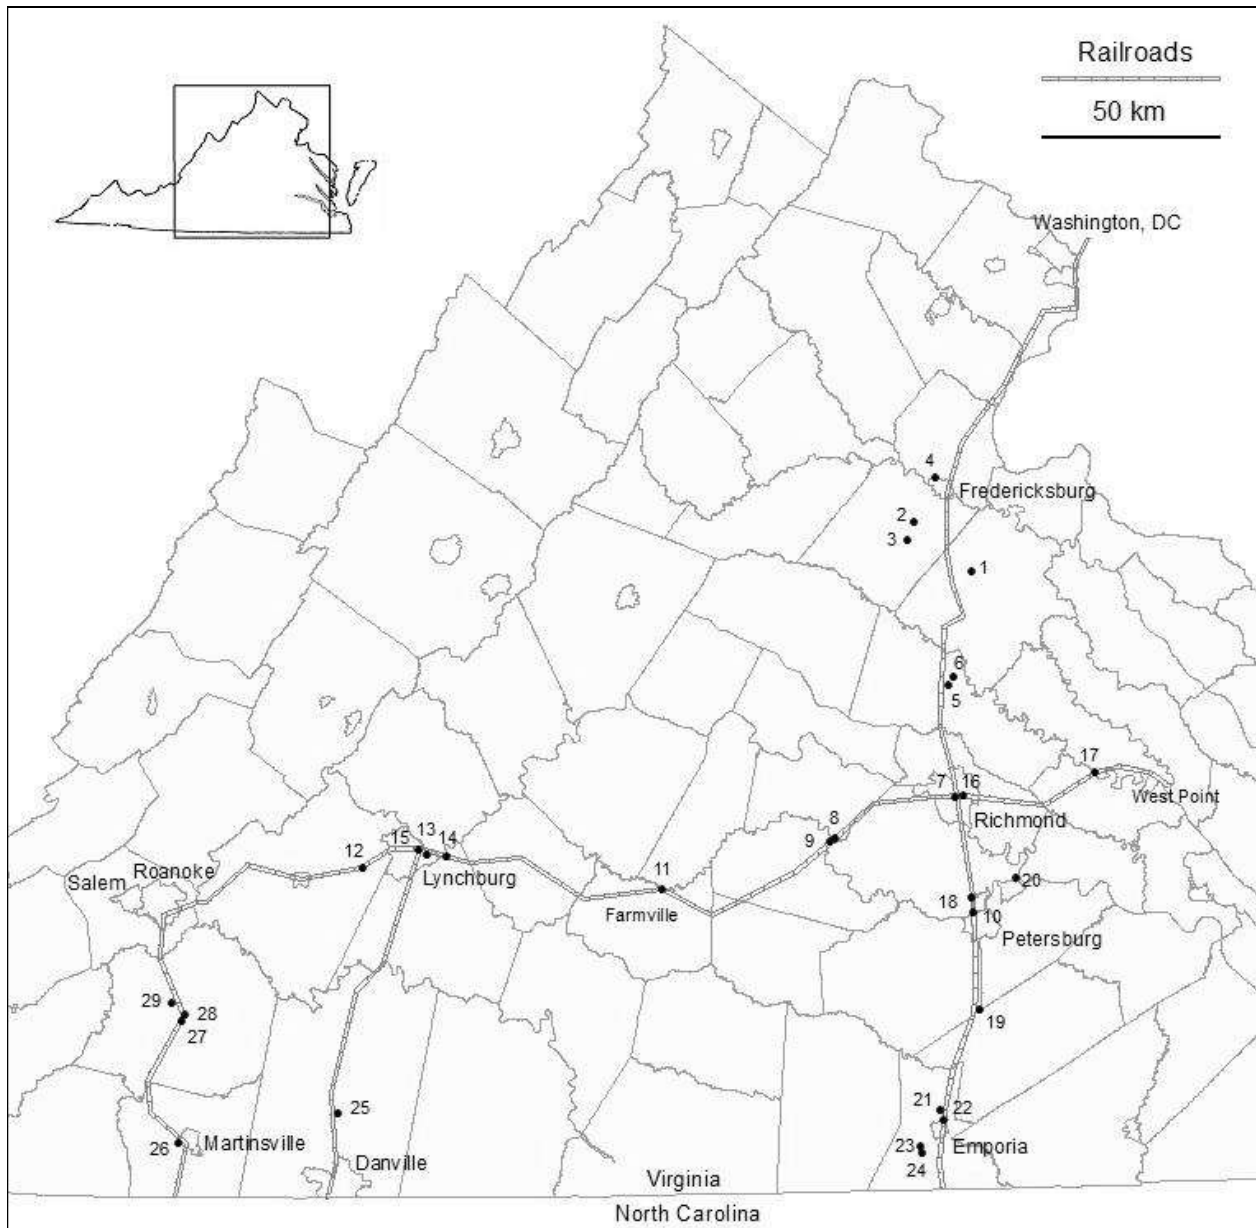 Railroads
50 km
Washington, DC
4
Fredericksburg
2
3
1
6
5
17
7 16
West Point
Richmond
8
9
15 13 14
12
Lynchburg
Roanoke
Salem
11
20
Farmville
18
10
Petersburg
29
28
27
19
21 22
25
26 Martinsville
23 Emporia
24
Danville
Virginia
North Carolina